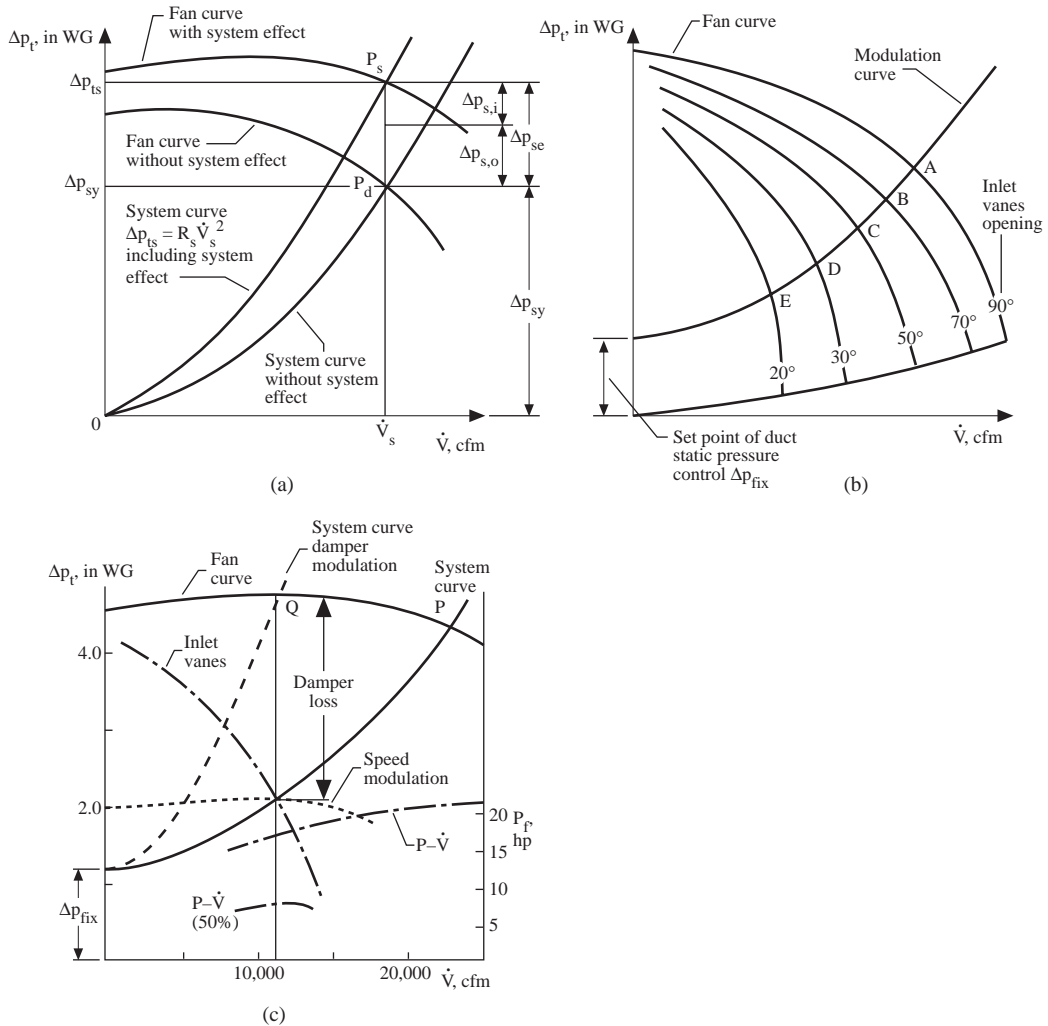 Δp_t, in WG
Fan curve
with system effect
P_s
Δp_ts
Δp_s,i
Δp_se
Δp_s,o
Fan curve
without system effect
P_d
Δp_sy
System curve
Δp_ts = R_s V̇_s^2
including system
effect
Δp_sy
System curve
without system
effect
0
V̇_s
V̇, cfm
(a)
Δp_t, in WG
Fan curve
Modulation
curve
A
B
C
D
E
Inlet
vanes
opening
90°
70°
50°
30°
20°
V̇, cfm
Set point of duct
static pressure
control Δp_fix
(b)
System curve
damper
modulation
Δp_t, in WG
Fan
curve
System
curve
Q
P
4.0
Inlet
vanes
Damper
loss
Speed
modulation
2.0
20
P_f,
hp
P–V̇
15
10
5
Δp_fix
P–V̇
(50%)
10,000
20,000
V̇, cfm
(c)